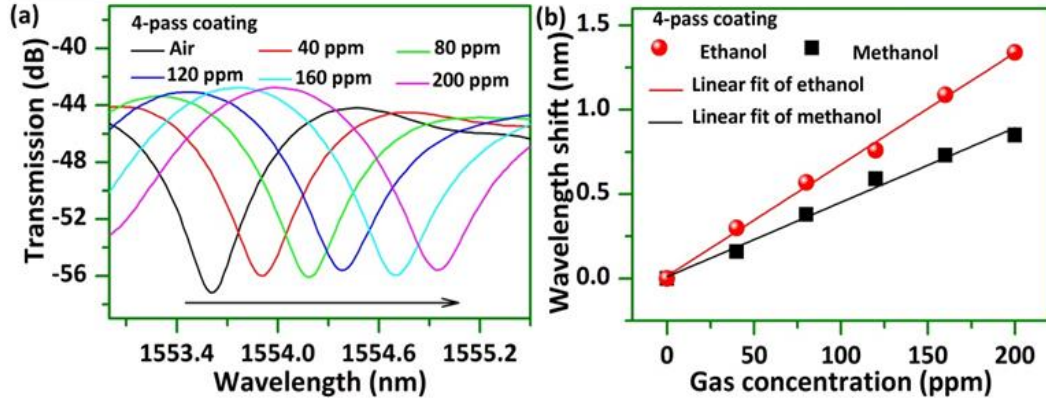 (a)
4-pass coating
Air 40 ppm 80 ppm
120 ppm 160 ppm 200 ppm
-40
-44
-48
-52
-56
Transmission (dB)
1553.4 1554.0 1554.6 1555.2
Wavelength (nm)
(b)
4-pass coating
Ethanol Methanol
Linear fit of ethanol
Linear fit of methanol
1.5
1.0
0.5
0.0
Wavelength shift (nm)
0 50 100 150 200
Gas concentration (ppm)